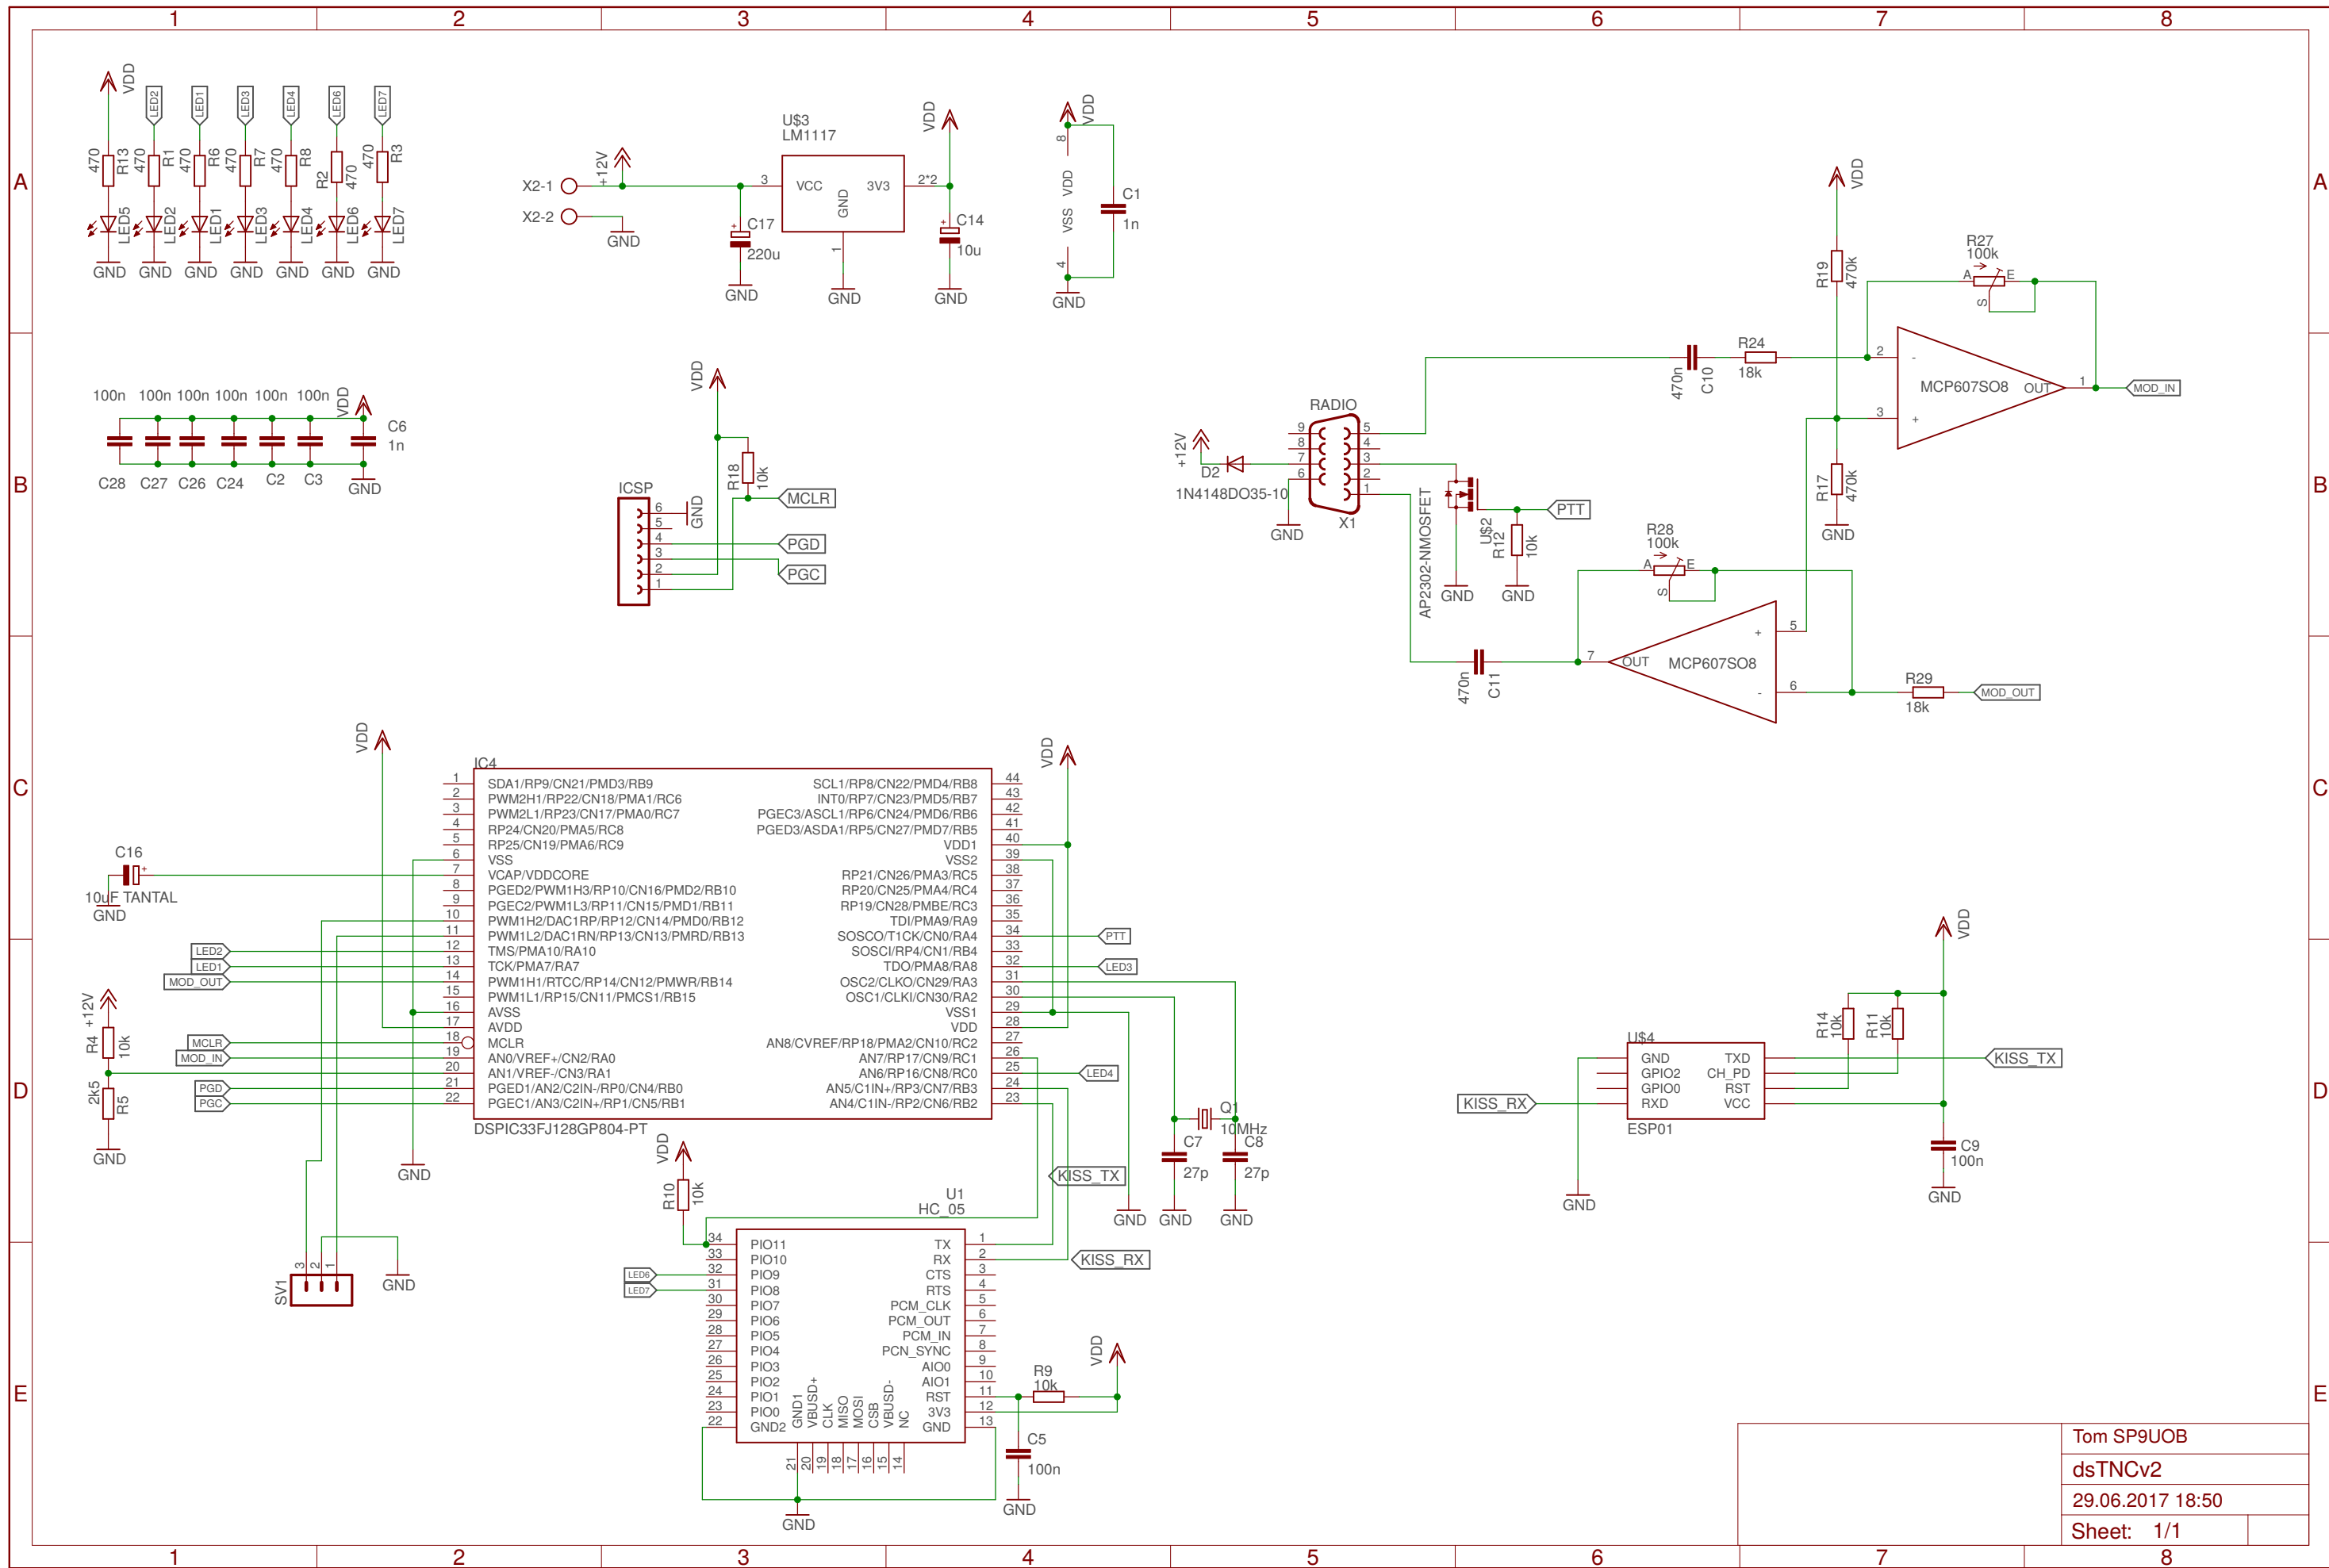 1 2 3 4 5 6 7 8
A
A
B
B
C
C
D
D
E
E
VDD
LED2
LED1
LED3
LED4
LED6
LED7
470 R13
470 R1
470 R6
470 R7
470 R8
R2 470
470 R3
LED5
LED2
LED1
LED3
LED4
LED6
LED7
GND GND GND GND GND GND GND
X2-1
X2-2
+12V
GND
U$3
LM1117
3 VCC 3V3 2*2
GND
1
VDD
+
C17
220u
+
C14
10u
GND
GND
GND
VDD
8
VSS VDD
4
C1
1n
GND
100n 100n 100n 100n 100n 100n
VDD
C6
1n
C28 C27 C26 C24 C2 C3
GND
VDD
R18
10k
MCLR
ICSP
GND
6
5
4
3
2
1
PGD
PGC
RADIO
9
8
7
6
5
4
3
2
1
X1
+12V
D2
1N4148DO35-10
GND
AP2302-NMOSFET
U$2
PTT
R12
10k
GND
GND
470n
C10
R24
18k
VDD
R19
470k
R17
470k
GND
R27
100k
A E
S
2 -
MCP607SO8 OUT 1
3 +
MOD_IN
R28
100k
A E
S
+ 5
7 OUT MCP607SO8
- 6
470n
C11
R29
18k
MOD_OUT
VDD
IC4
1 SDA1/RP9/CN21/PMD3/RB9
2 PWM2H1/RP22/CN18/PMA1/RC6
3 PWM2L1/RP23/CN17/PMA0/RC7
4 RP24/CN20/PMA5/RC8
5 RP25/CN19/PMA6/RC9
6 VSS
7 VCAP/VDDCORE
8 PGED2/PWM1H3/RP10/CN16/PMD2/RB10
9 PGEC2/PWM1L3/RP11/CN15/PMD1/RB11
10 PWM1H2/DAC1RP/RP12/CN14/PMD0/RB12
11 PWM1L2/DAC1RN/RP13/CN13/PMRD/RB13
12 TMS/PMA10/RA10
13 TCK/PMA7/RA7
14 PWM1H1/RTCC/RP14/CN12/PMWR/RB14
15 PWM1L1/RP15/CN11/PMCS1/RB15
16 AVSS
17 AVDD
18 MCLR
19 AN0/VREF+/CN2/RA0
20 AN1/VREF-/CN3/RA1
21 PGED1/AN2/C2IN-/RP0/CN4/RB0
22 PGEC1/AN3/C2IN+/RP1/CN5/RB1
SCL1/RP8/CN22/PMD4/RB8 44
INT0/RP7/CN23/PMD5/RB7 43
PGEC3/ASCL1/RP6/CN24/PMD6/RB6 42
PGED3/ASDA1/RP5/CN27/PMD7/RB5 41
VDD1 40
VSS2 39
RP21/CN26/PMA3/RC5 38
RP20/CN25/PMA4/RC4 37
RP19/CN28/PMBE/RC3 36
TDI/PMA9/RA9 35
SOSCO/T1CK/CN0/RA4 34
SOSCI/RP4/CN1/RB4 33
TDO/PMA8/RA8 32
OSC2/CLKO/CN29/RA3 31
OSC1/CLKI/CN30/RA2 30
VSS1 29
VDD 28
AN8/CVREF/RP18/PMA2/CN10/RC2 27
AN7/RP17/CN9/RC1 26
AN6/RP16/CN8/RC0 25
AN5/C1IN+/RP3/CN7/RB3 24
AN4/C1IN-/RP2/CN6/RB2 23
DSPIC33FJ128GP804-PT
C16
+
10uF TANTAL
GND
LED2
LED1
MOD_OUT
MCLR
MOD_IN
PGD
PGC
+12V
R4
10k
2k5
R5
GND
GND
SV1
3 2 1
GND
VDD
PTT
LED3
LED4
Q1
10MHz
C7
27p
C8
27p
GND GND GND
KISS_TX
KISS_RX
VDD
R10
10k
U1
HC_05
LED6
LED7
34 PIO11
33 PIO10
32 PIO9
31 PIO8
30 PIO7
29 PIO6
28 PIO5
27 PIO4
26 PIO3
25 PIO2
24 PIO1
23 PIO0
22 GND2
TX 1
RX 2
CTS 3
RTS 4
PCM_CLK 5
PCM_OUT 6
PCM_IN 7
PCN_SYNC 8
AIO0 9
AIO1 10
RST 11
3V3 12
GND 13
GND1 VBUSD+ CLK MISO MOSI CSB VBUSD- NC
21 20 19 18 17 16 15 14
GND
R9
10k
VDD
C5
100n
GND
VDD
R14
10k
R11
10k
U$4
GND TXD
GPIO2 CH_PD
GPIO0 RST
RXD VCC
ESP01
KISS_TX
KISS_RX
C9
100n
GND
GND
Tom SP9UOB
dsTNCv2
29.06.2017 18:50
Sheet: 1/1
1 2 3 4 5 6 7 8